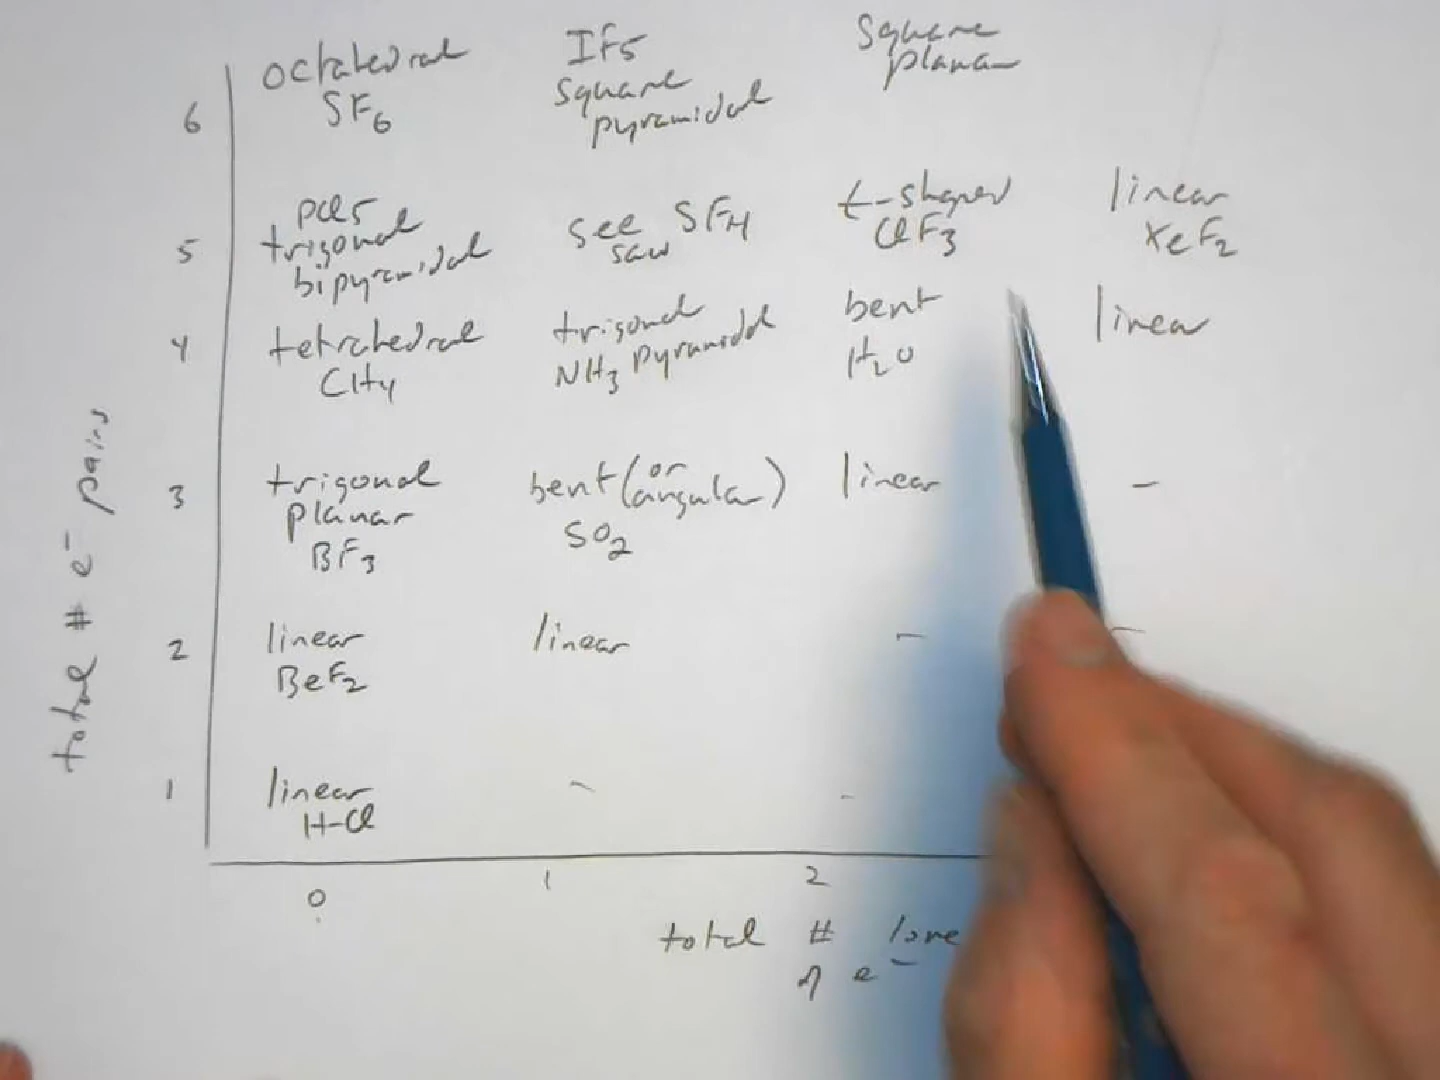 octahedral
SF6
IF5
square
pyramidal
square
planar
6
PCl5
trigonal
bipyramidal
see SF4
saw
t-shaped
ClF3
linear
XeF2
5
tetrahedral
CH4
trigonal
NH3 pyramidal
bent
H2O
linear
4
trigonal
planar
BF3
bent (or
angular)
SO2
linear
-
3
linear
BeF2
linear
-
-
2
linear
H-Cl
-
-
1
0
1
2
total # e- pairs
total # lone
of e-